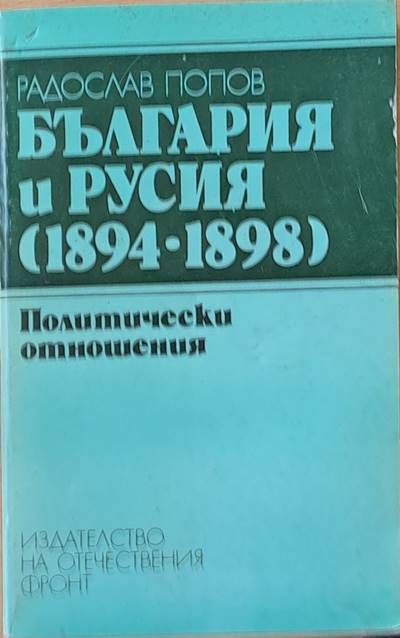 РАДОСЛАВ ПОПОВ
БЪЛГАРИЯ
и РУСИЯ
(1894·1898)
Политически
отношения
ИЗДАТЕЛСТВО
НА ОТЕЧЕСТВЕНИЯ
ФРОНТ